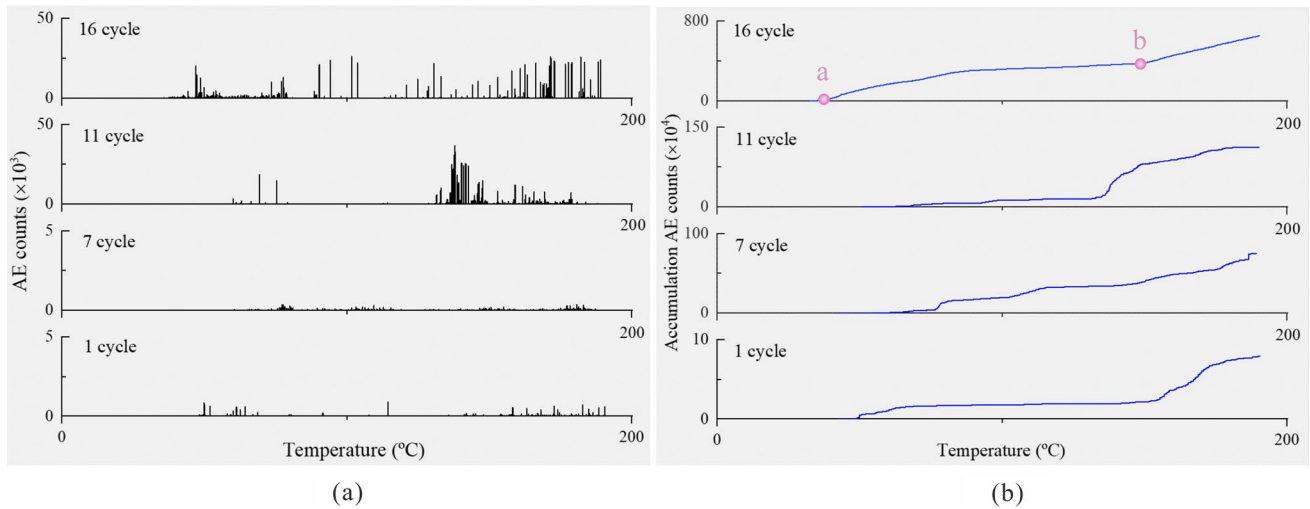 50
16 cycle
0
200
50
11 cycle
0
200
5
7 cycle
0
200
5
1 cycle
0
0
200
AE counts (×10³)
Temperature (ºC)
(a)
800
16 cycle
a
b
0
200
150
11 cycle
0
200
100
7 cycle
0
200
10
1 cycle
0
0
200
Accumulation AE counts (×10⁴)
Temperature (ºC)
(b)